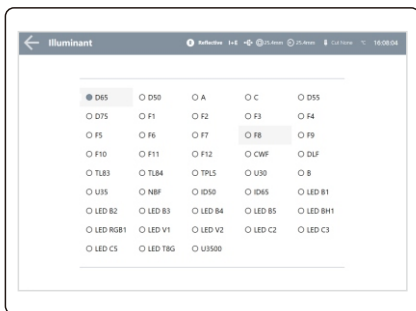 Illuminant Reflective I+E 25.4mm 25.4mm Cut None °C 16:08:04
D65 D50 A C D55
D75 F1 F2 F3 F4
F5 F6 F7 F8 F9
F10 F11 F12 CWF DLF
TL83 TL84 TPL5 U30 B
U35 NBF ID50 ID65 LED B1
LED B2 LED B3 LED B4 LED B5 LED BH1
LED RGB1 LED V1 LED V2 LED C2 LED C3
LED C5 LED T8G U3500